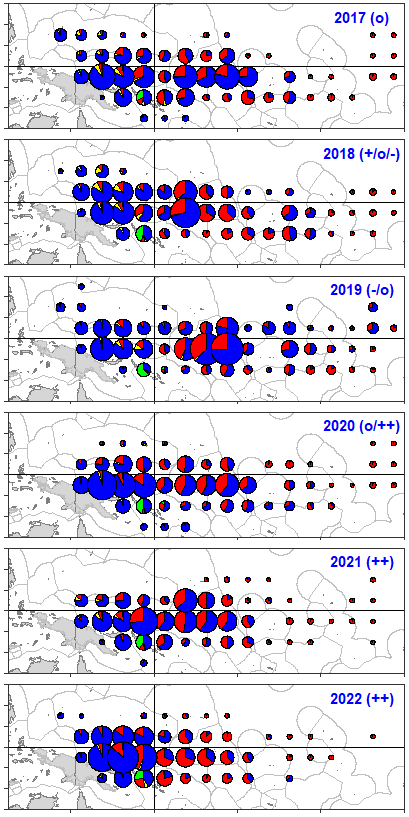 2017 (o)
2018 (+/o/-)
2019 (-/o)
2020 (o/++)
2021 (++)
2022 (++)